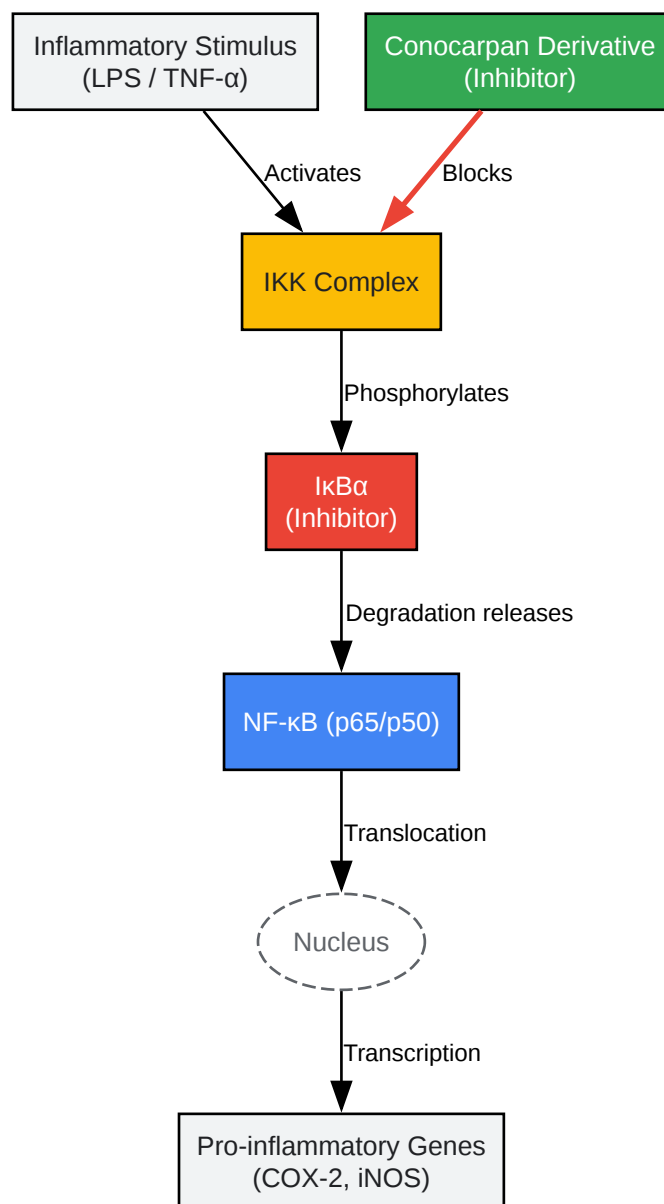 Inflammatory Stimulus
(LPS / TNF-α)
Conocarpan Derivative
(Inhibitor)
Activates
Blocks
IKK Complex
Phosphorylates
IκBα
(Inhibitor)
Degradation releases
NF-κB (p65/p50)
Translocation
Nucleus
Transcription
Pro-inflammatory Genes
(COX-2, iNOS)